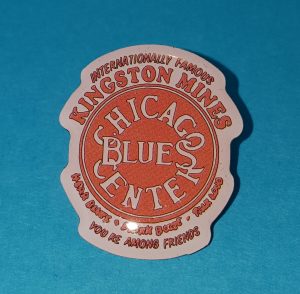 INTERNATIONALLY FAMOUS
KINGSTON MINES
CHICAGO
BLUES
CENTER
YOU'RE AMONG FRIENDS